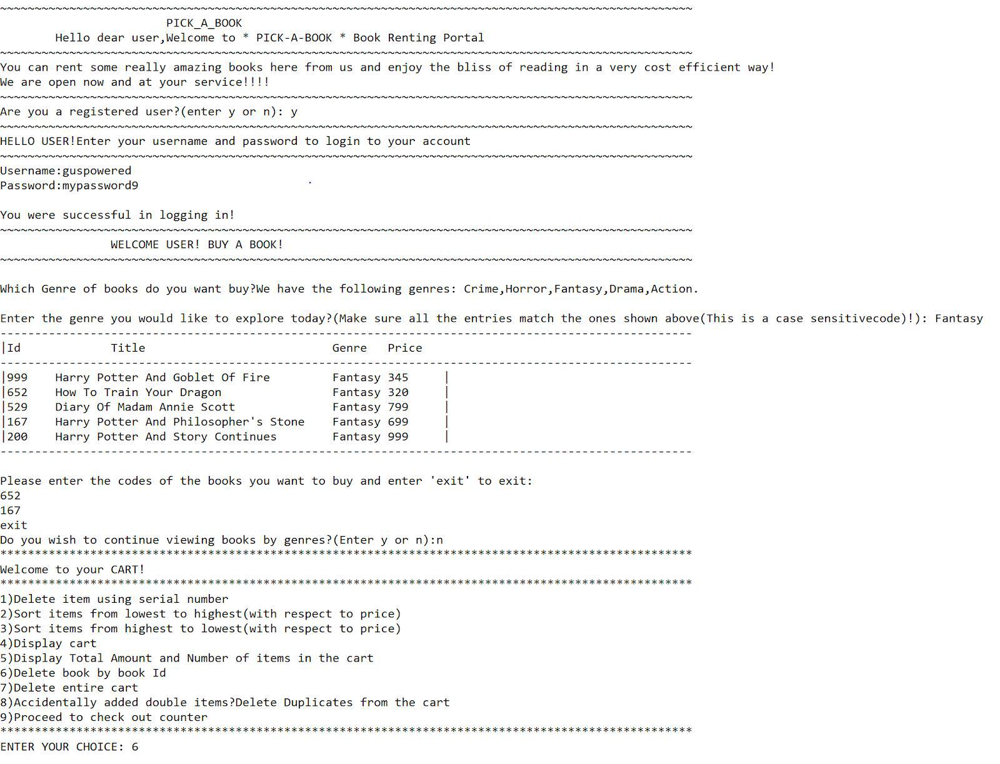 ~~~~~~~~~~~~~~~~~~~~~~~~~~~~~~~~~~~~~~~~~~~~~~~~~~~~~~~~~~~~~~~~~~~~~~~~~~~~~~~~~~~~~~~~~~~~~~~~~~~~
PICK_A_BOOK
Hello dear user,Welcome to * PICK-A-BOOK * Book Renting Portal
~~~~~~~~~~~~~~~~~~~~~~~~~~~~~~~~~~~~~~~~~~~~~~~~~~~~~~~~~~~~~~~~~~~~~~~~~~~~~~~~~~~~~~~~~~~~~~~~~~~~
You can rent some really amazing books here from us and enjoy the bliss of reading in a very cost efficient way!
We are open now and at your service!!!!
~~~~~~~~~~~~~~~~~~~~~~~~~~~~~~~~~~~~~~~~~~~~~~~~~~~~~~~~~~~~~~~~~~~~~~~~~~~~~~~~~~~~~~~~~~~~~~~~~~~~
Are you a registered user?(enter y or n): y
~~~~~~~~~~~~~~~~~~~~~~~~~~~~~~~~~~~~~~~~~~~~~~~~~~~~~~~~~~~~~~~~~~~~~~~~~~~~~~~~~~~~~~~~~~~~~~~~~~~~
HELLO USER!Enter your username and password to login to your account
~~~~~~~~~~~~~~~~~~~~~~~~~~~~~~~~~~~~~~~~~~~~~~~~~~~~~~~~~~~~~~~~~~~~~~~~~~~~~~~~~~~~~~~~~~~~~~~~~~~~
Username:guspowered
Password:mypassword9
You were successful in logging in!
~~~~~~~~~~~~~~~~~~~~~~~~~~~~~~~~~~~~~~~~~~~~~~~~~~~~~~~~~~~~~~~~~~~~~~~~~~~~~~~~~~~~~~~~~~~~~~~~~~~~
WELCOME USER! BUY A BOOK!
~~~~~~~~~~~~~~~~~~~~~~~~~~~~~~~~~~~~~~~~~~~~~~~~~~~~~~~~~~~~~~~~~~~~~~~~~~~~~~~~~~~~~~~~~~~~~~~~~~~~
Which Genre of books do you want buy?We have the following genres: Crime,Horror,Fantasy,Drama,Action.
Enter the genre you would like to explore today?(Make sure all the entries match the ones shown above(This is a case sensitivecode)!): Fantasy
----------------------------------------------------------------------------------------------------
|Id Title Genre Price
----------------------------------------------------------------------------------------------------
|999 Harry Potter And Goblet Of Fire Fantasy 345 |
|652 How To Train Your Dragon Fantasy 320 |
|529 Diary Of Madam Annie Scott Fantasy 799 |
|167 Harry Potter And Philosopher's Stone Fantasy 699 |
|200 Harry Potter And Story Continues Fantasy 999 |
----------------------------------------------------------------------------------------------------
Please enter the codes of the books you want to buy and enter 'exit' to exit:
652
167
exit
Do you wish to continue viewing books by genres?(Enter y or n):n
****************************************************************************************************
Welcome to your CART!
****************************************************************************************************
1)Delete item using serial number
2)Sort items from lowest to highest(with respect to price)
3)Sort items from highest to lowest(with respect to price)
4)Display cart
5)Display Total Amount and Number of items in the cart
6)Delete book by book Id
7)Delete entire cart
8)Accidentally added double items?Delete Duplicates from the cart
9)Proceed to check out counter
****************************************************************************************************
ENTER YOUR CHOICE: 6